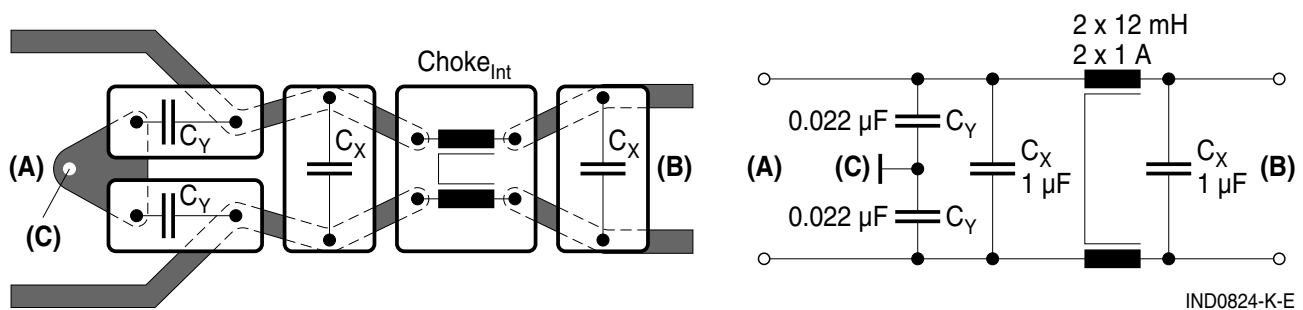 Choke_Int
C_Y
C_X
C_X
(A)
(B)
C_Y
(C)
2 x 12 mH
2 x 1 A
0.022 µF
C_Y
(A)
(C)
C_X
1 µF
C_X
1 µF
(B)
0.022 µF
C_Y
IND0824-K-E